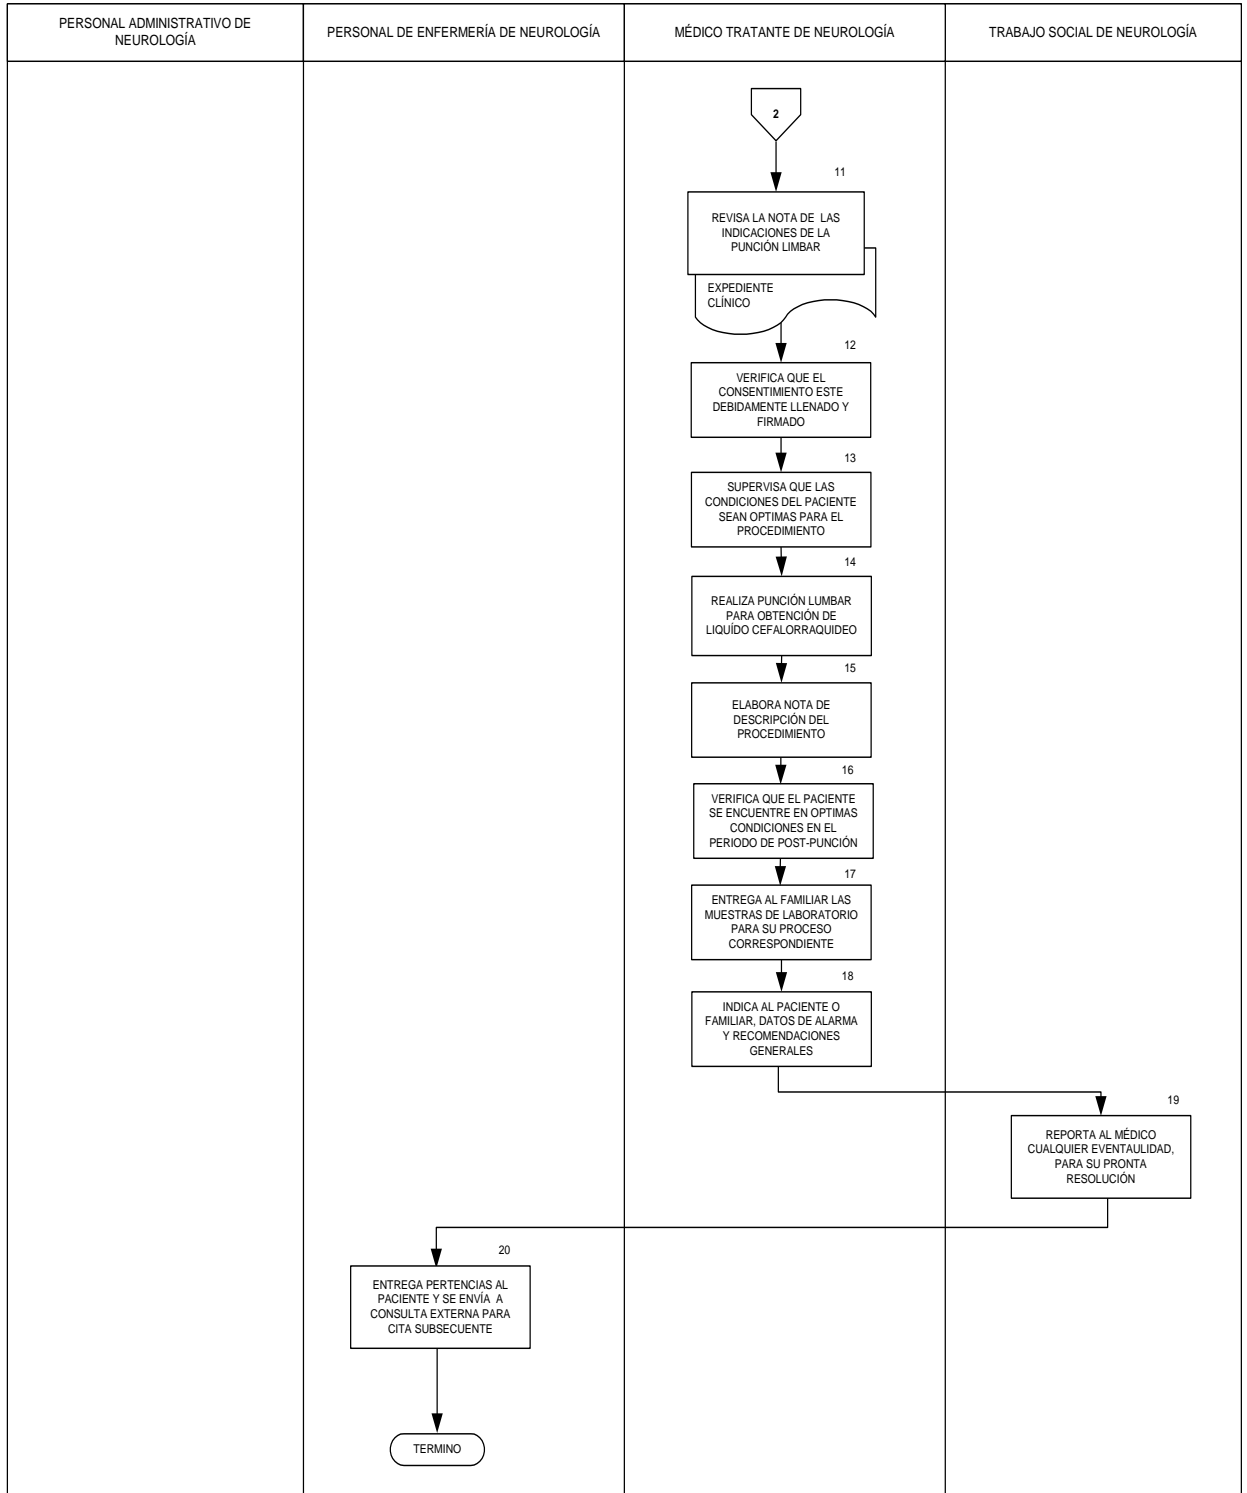 PERSONAL ADMINISTRATIVO DE
NEUROLOGÍA
PERSONAL DE ENFERMERÍA DE NEUROLOGÍA
MÉDICO TRATANTE DE NEUROLOGÍA
TRABAJO SOCIAL DE NEUROLOGÍA
2
11
REVISA LA NOTA DE LAS
INDICACIONES DE LA
PUNCIÓN LIMBAR
EXPEDIENTE
CLÍNICO
12
VERIFICA QUE EL
CONSENTIMIENTO ESTE
DEBIDAMENTE LLENADO Y
FIRMADO
13
SUPERVISA QUE LAS
CONDICIONES DEL PACIENTE
SEAN OPTIMAS PARA EL
PROCEDIMIENTO
14
REALIZA PUNCIÓN LUMBAR
PARA OBTENCIÓN DE
LIQUÍDO CEFALORRAQUIDEO
15
ELABORA NOTA DE
DESCRIPCIÓN DEL
PROCEDIMIENTO
16
VERIFICA QUE EL PACIENTE
SE ENCUENTRE EN OPTIMAS
CONDICIONES EN EL
PERIODO DE POST-PUNCIÓN
17
ENTREGA AL FAMILIAR LAS
MUESTRAS DE LABORATORIO
PARA SU PROCESO
CORRESPONDIENTE
18
INDICA AL PACIENTE O
FAMILIAR, DATOS DE ALARMA
Y RECOMENDACIONES
GENERALES
19
REPORTA AL MÉDICO
CUALQUIER EVENTAULIDAD,
PARA SU PRONTA
RESOLUCIÓN
20
ENTREGA PERTENCIAS AL
PACIENTE Y SE ENVÍA A
CONSULTA EXTERNA PARA
CITA SUBSECUENTE
TERMINO